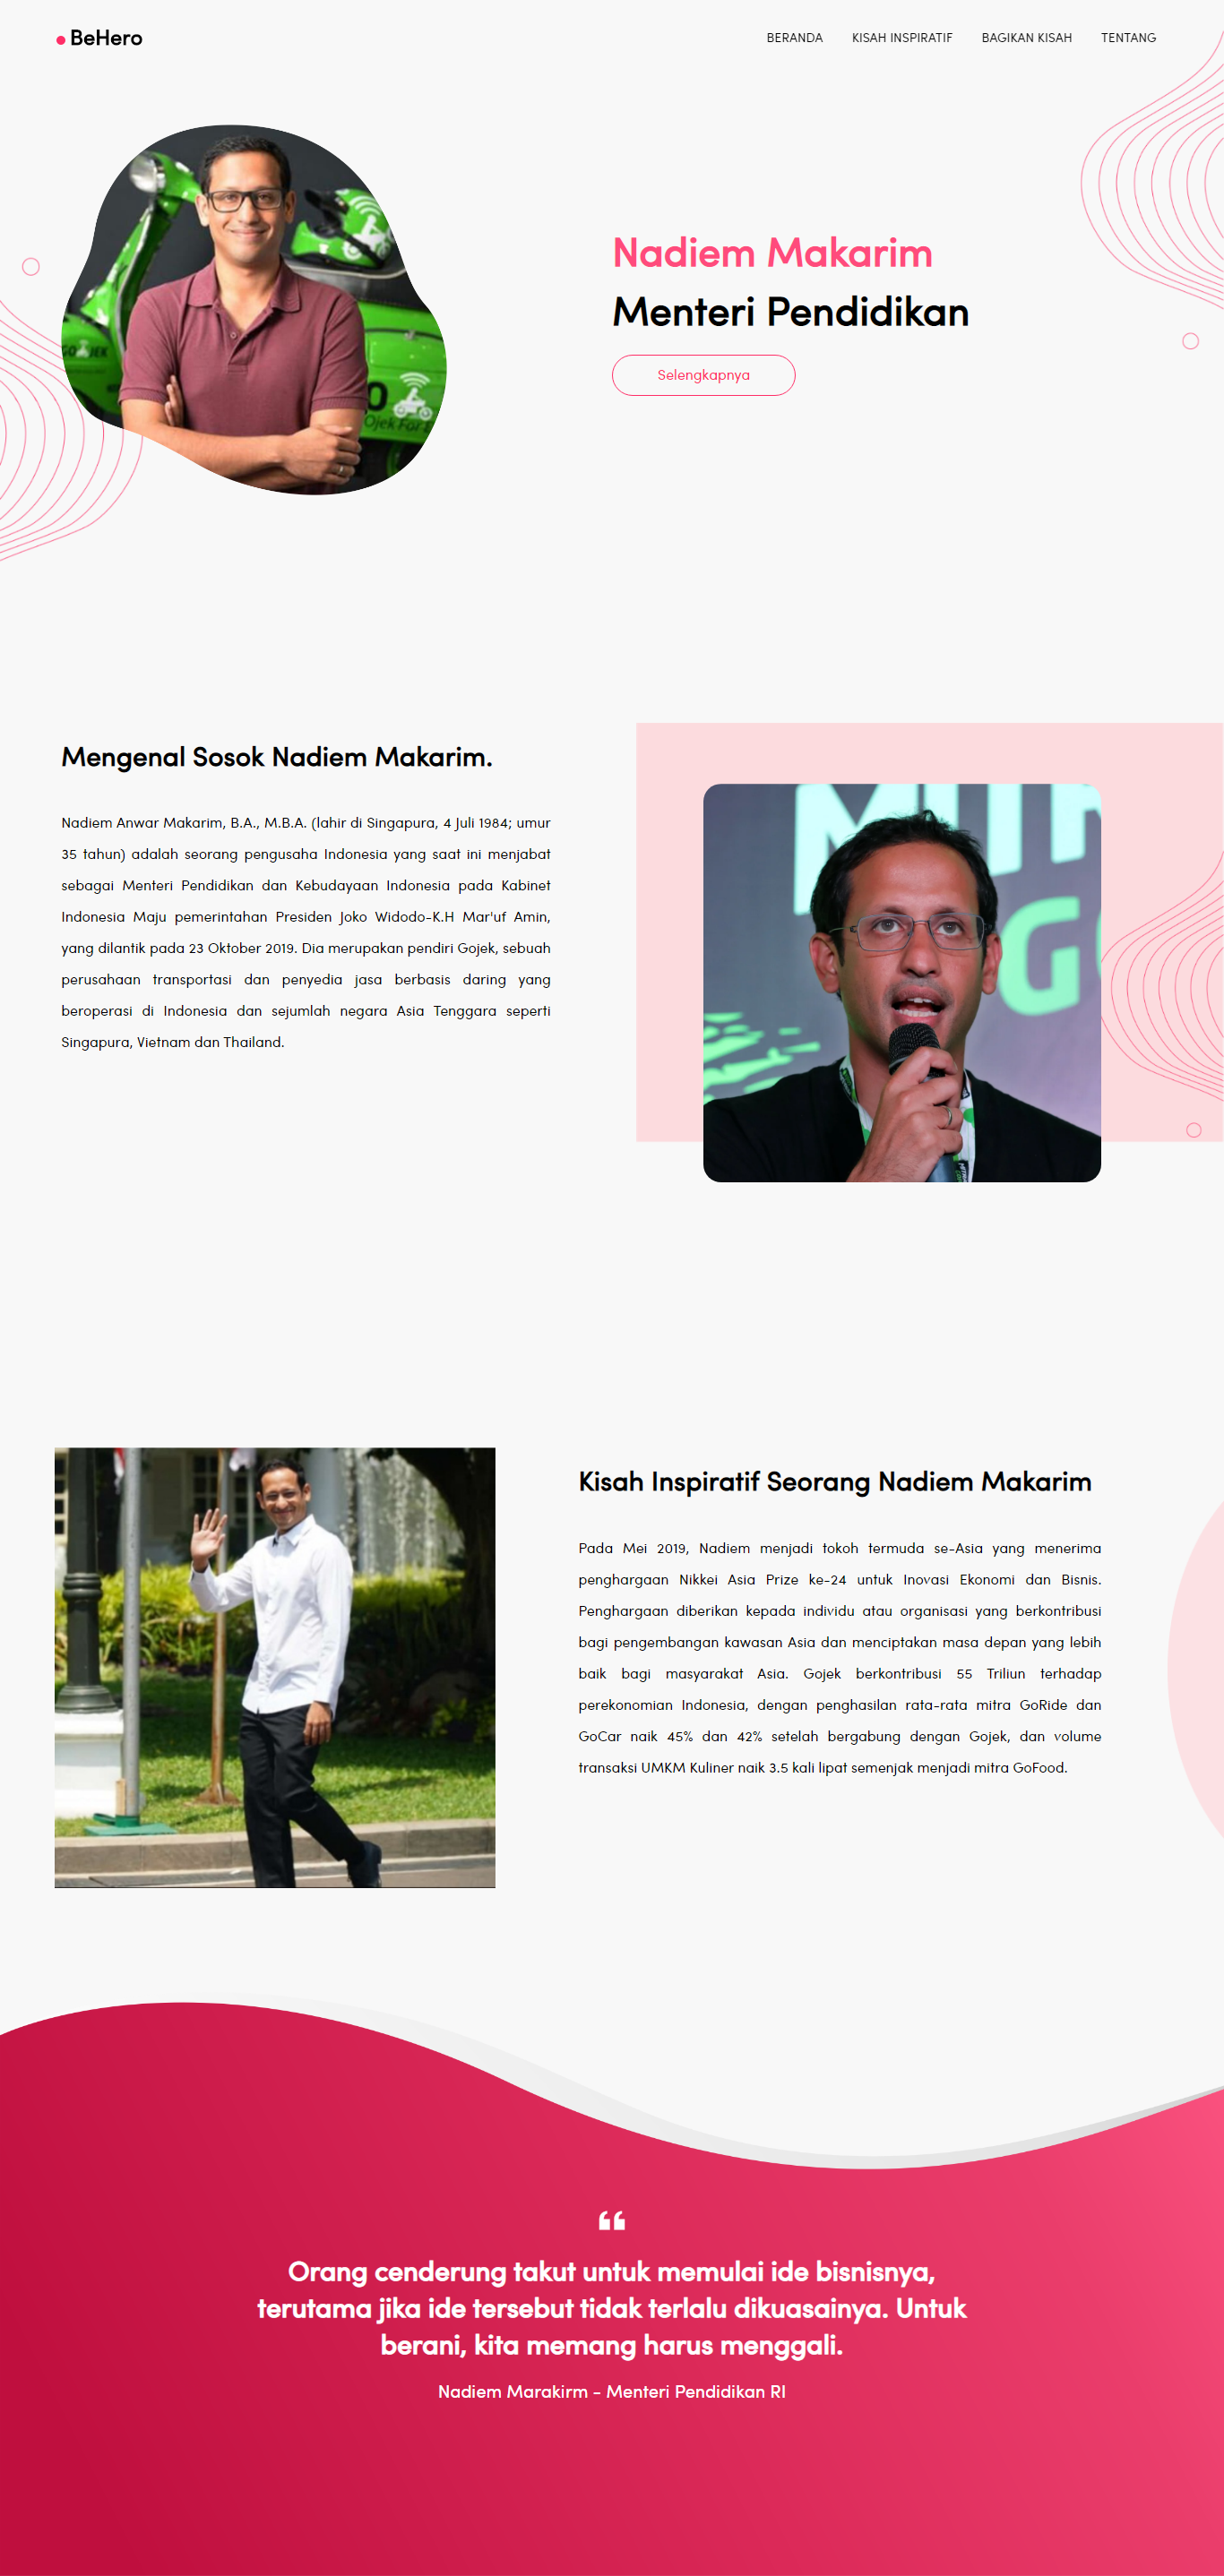 BeHero
BERANDA KISAH INSPIRATIF BAGIKAN KISAH TENTANG
Nadiem Makarim
Menteri Pendidikan
Selengkapnya
GOJEK
Ojek For
Mengenal Sosok Nadiem Makarim.
Nadiem Anwar Makarim, B.A., M.B.A. (lahir di Singapura, 4 Juli 1984; umur
35 tahun) adalah seorang pengusaha Indonesia yang saat ini menjabat
sebagai Menteri Pendidikan dan Kebudayaan Indonesia pada Kabinet
Indonesia Maju pemerintahan Presiden Joko Widodo-K.H Mar'uf Amin,
yang dilantik pada 23 Oktober 2019. Dia merupakan pendiri Gojek, sebuah
perusahaan transportasi dan penyedia jasa berbasis daring yang
beroperasi di Indonesia dan sejumlah negara Asia Tenggara seperti
Singapura, Vietnam dan Thailand.
Kisah Inspiratif Seorang Nadiem Makarim
Pada Mei 2019, Nadiem menjadi tokoh termuda se-Asia yang menerima
penghargaan Nikkei Asia Prize ke-24 untuk Inovasi Ekonomi dan Bisnis.
Penghargaan diberikan kepada individu atau organisasi yang berkontribusi
bagi pengembangan kawasan Asia dan menciptakan masa depan yang lebih
baik bagi masyarakat Asia. Gojek berkontribusi 55 Triliun terhadap
perekonomian Indonesia, dengan penghasilan rata-rata mitra GoRide dan
GoCar naik 45% dan 42% setelah bergabung dengan Gojek, dan volume
transaksi UMKM Kuliner naik 3.5 kali lipat semenjak menjadi mitra GoFood.
“
Orang cenderung takut untuk memulai ide bisnisnya,
terutama jika ide tersebut tidak terlalu dikuasainya. Untuk
berani, kita memang harus menggali.
Nadiem Marakirm - Menteri Pendidikan RI